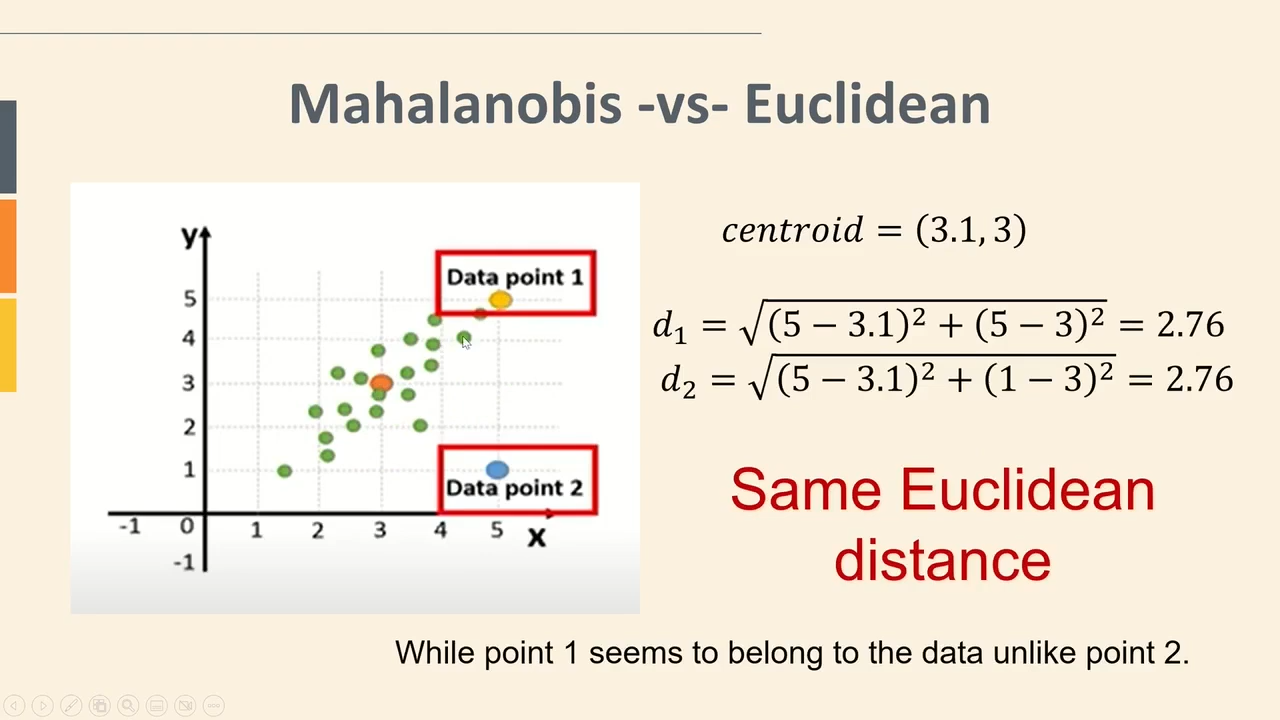 Mahalanobis -vs- Euclidean
y
Data point 1
5
4
3
2
1
Data point 2
-1 0 1 2 3 4 5 x
-1
centroid = (3.1, 3)
d₁ = √(5 − 3.1)² + (5 − 3)² = 2.76
d₂ = √(5 − 3.1)² + (1 − 3)² = 2.76
Same Euclidean
distance
While point 1 seems to belong to the data unlike point 2.